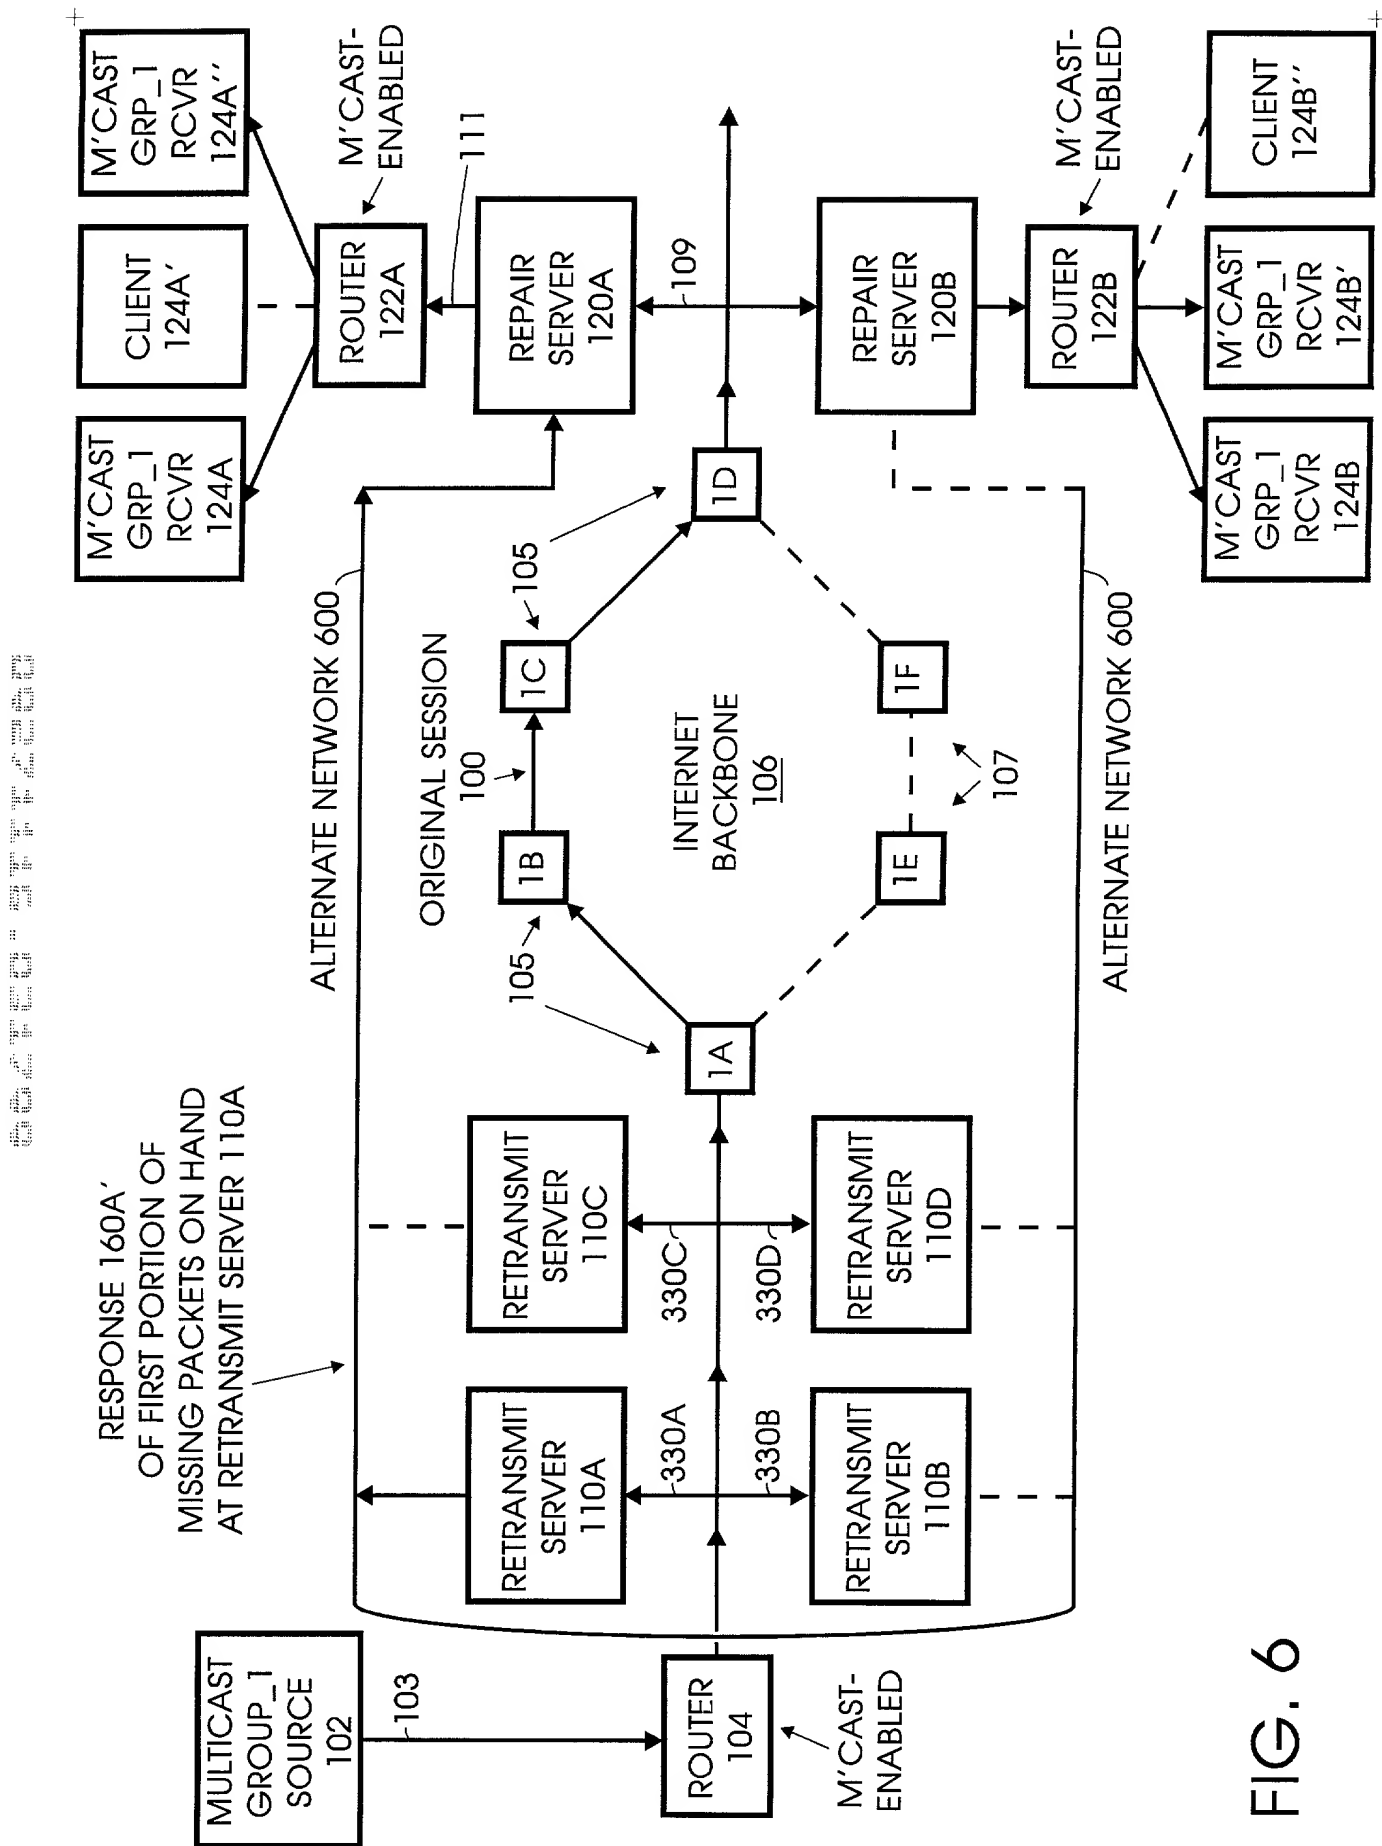 MULTICAST
GROUP_1
SOURCE
102
103
ROUTER
104
M'CAST-
ENABLED
RESPONSE 160A'
OF FIRST PORTION OF
MISSING PACKETS ON HAND
AT RETRANSMIT SERVER 110A
RETRANSMIT
SERVER
110A
330A
330B
RETRANSMIT
SERVER
110B
RETRANSMIT
SERVER
110C
330C
330D
RETRANSMIT
SERVER
110D
ALTERNATE NETWORK 600
ORIGINAL SESSION
100
105
105
1A
1B
1C
1D
1E
1F
INTERNET
BACKBONE
106
107
ALTERNATE NETWORK 600
M'CAST
GRP_1
RCVR
124A
CLIENT
124A'
M'CAST
GRP_1
RCVR
124A''
ROUTER
122A
M'CAST-
ENABLED
111
REPAIR
SERVER
120A
109
REPAIR
SERVER
120B
ROUTER
122B
M'CAST-
ENABLED
M'CAST
GRP_1
RCVR
124B
M'CAST
GRP_1
RCVR
124B'
CLIENT
124B''
FIG. 6